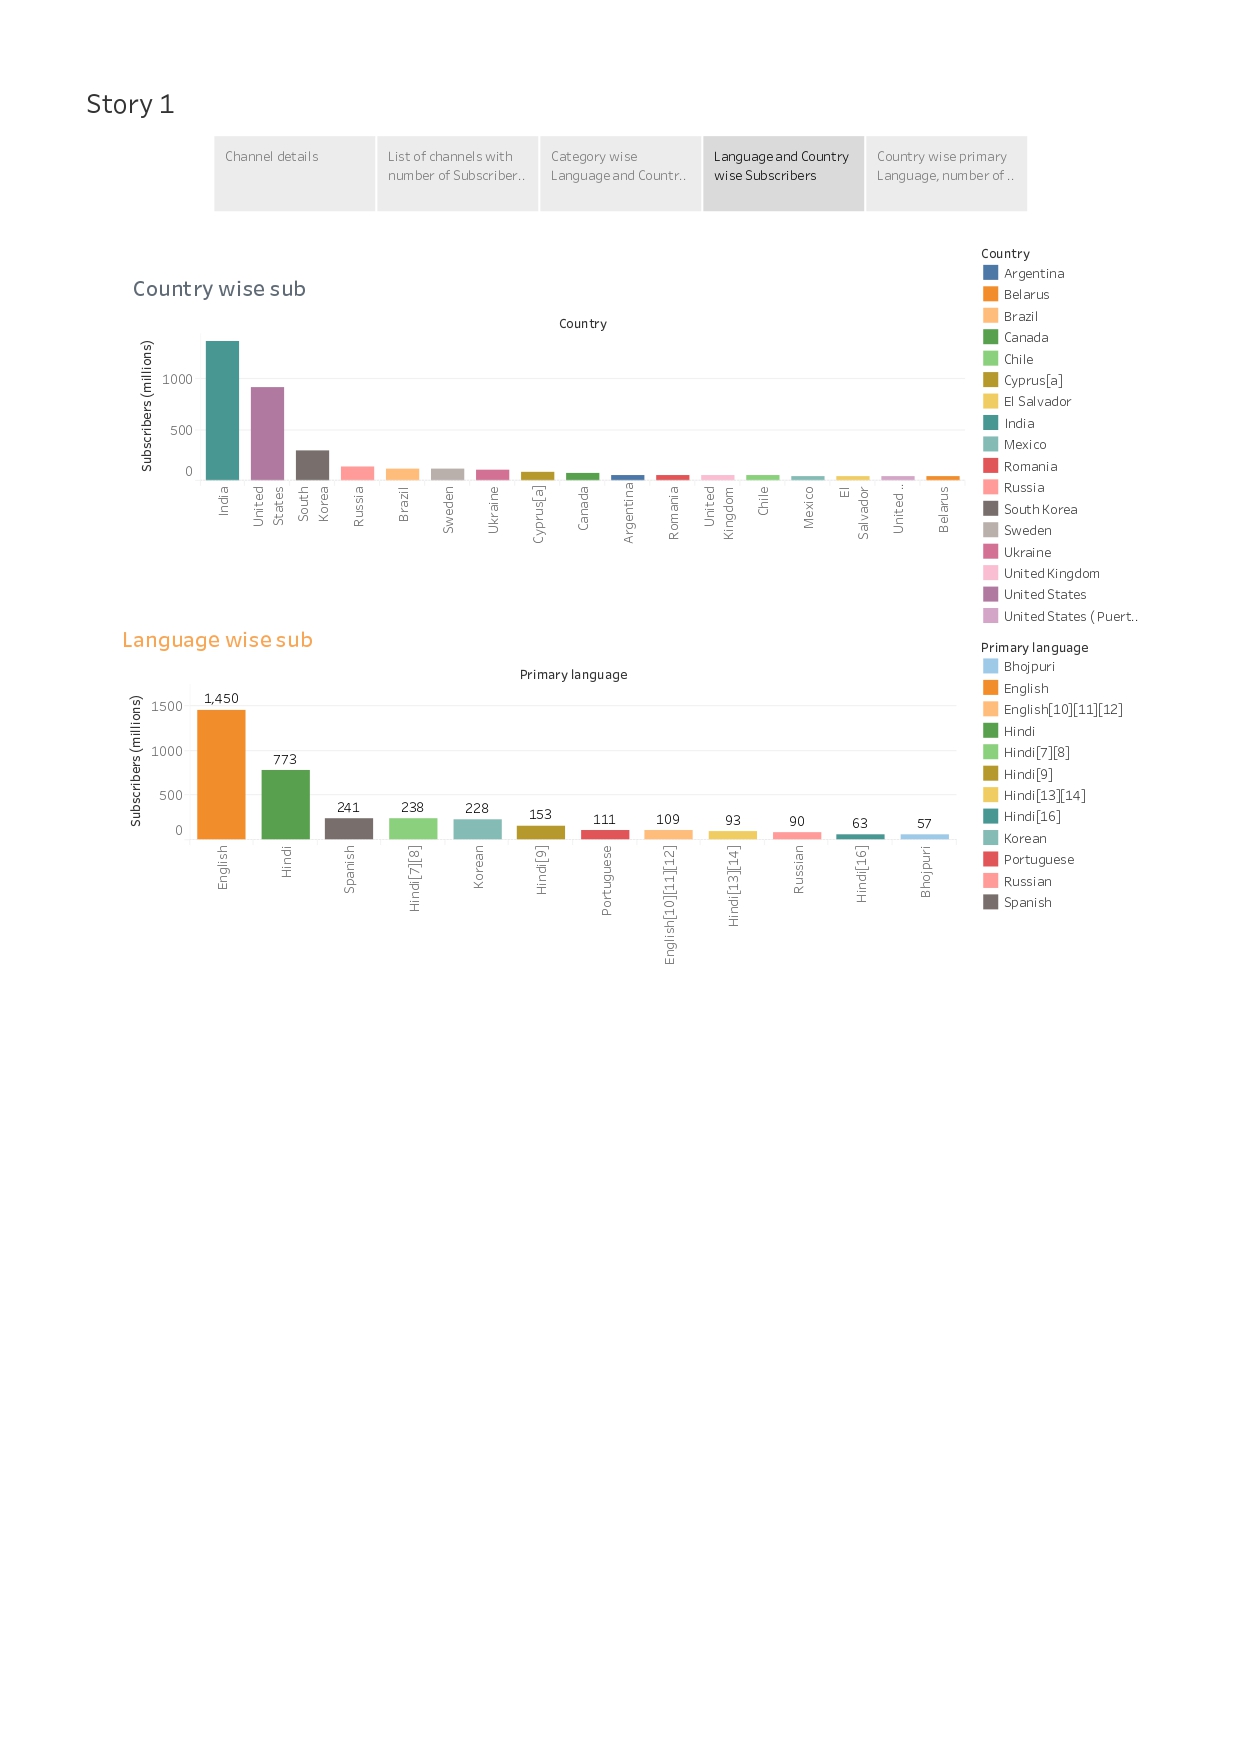 Story 1
Channel details
List of channels with
number of Subscriber..
Category wise
Language and Countr..
Language and Country
wise Subscribers
Country wise primary
Language, number of ..
Country wise sub
Country
Subscribers (millions)
1000
500
0
India
United
States
South
Korea
Russia
Brazil
Sweden
Ukraine
Cyprus[a]
Canada
Argentina
Romania
United
Kingdom
Chile
Mexico
El
Salvador
United ..
Belarus
Country
Argentina
Belarus
Brazil
Canada
Chile
Cyprus[a]
El Salvador
India
Mexico
Romania
Russia
South Korea
Sweden
Ukraine
United Kingdom
United States
United States (Puert..
Language wise sub
Primary language
Subscribers (millions)
1500
1000
500
0
1,450
773
241
238
228
153
111
109
93
90
63
57
English
Hindi
Spanish
Hindi[7][8]
Korean
Hindi[9]
Portuguese
English[10][11][12]
Hindi[13][14]
Russian
Hindi[16]
Bhojpuri
Primary language
Bhojpuri
English
English[10][11][12]
Hindi
Hindi[7][8]
Hindi[9]
Hindi[13][14]
Hindi[16]
Korean
Portuguese
Russian
Spanish